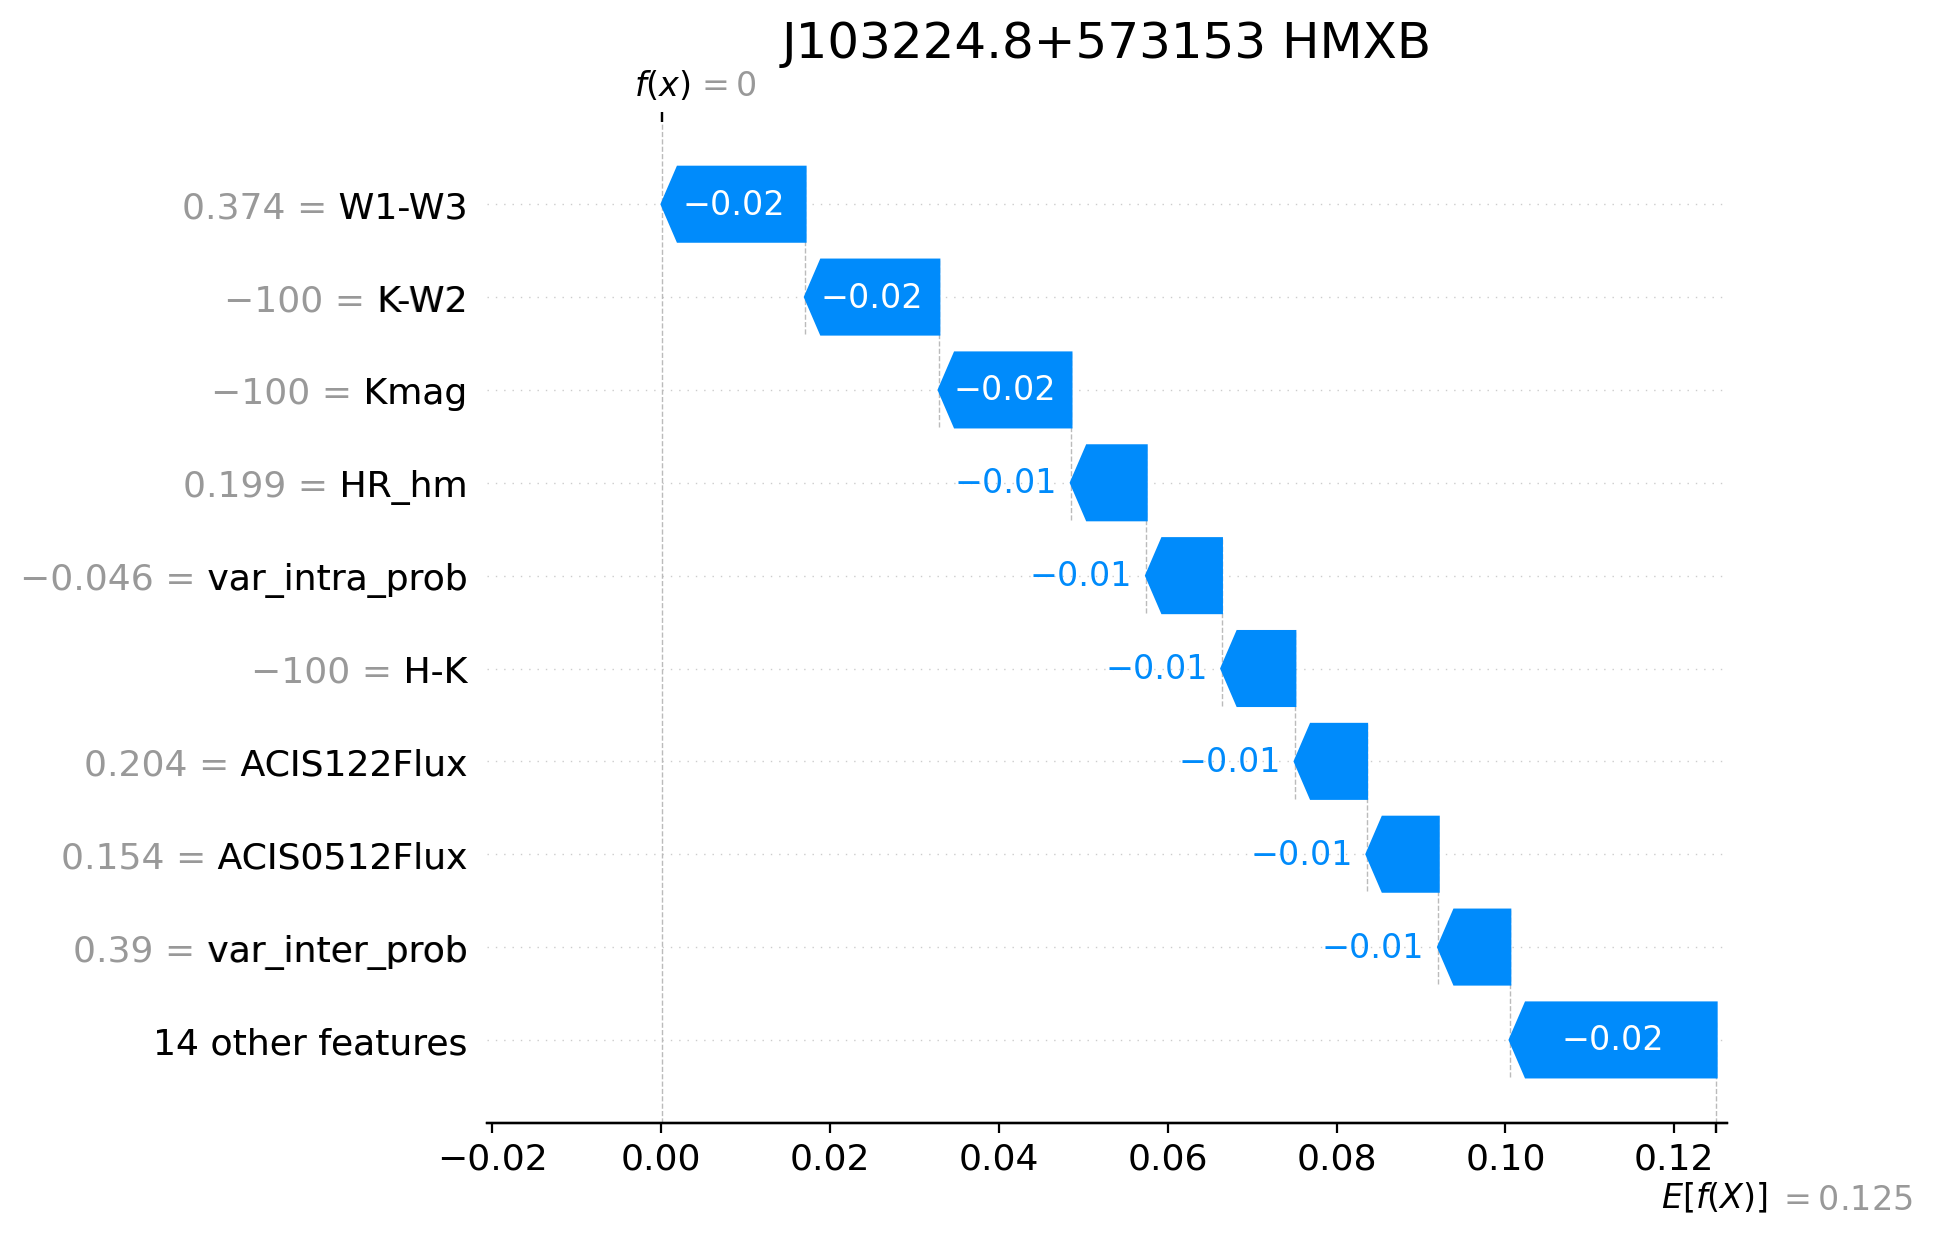 J103224.8+573153 HMXB
f(x) = 0
0.374 = W1-W3
−0.02
−100 = K-W2
−0.02
−100 = Kmag
−0.02
0.199 = HR_hm
−0.01
−0.046 = var_intra_prob
−0.01
−100 = H-K
−0.01
0.204 = ACIS122Flux
−0.01
0.154 = ACIS0512Flux
−0.01
0.39 = var_inter_prob
−0.01
14 other features
−0.02
−0.02 0.00 0.02 0.04 0.06 0.08 0.10 0.12
E[f(X)] = 0.125